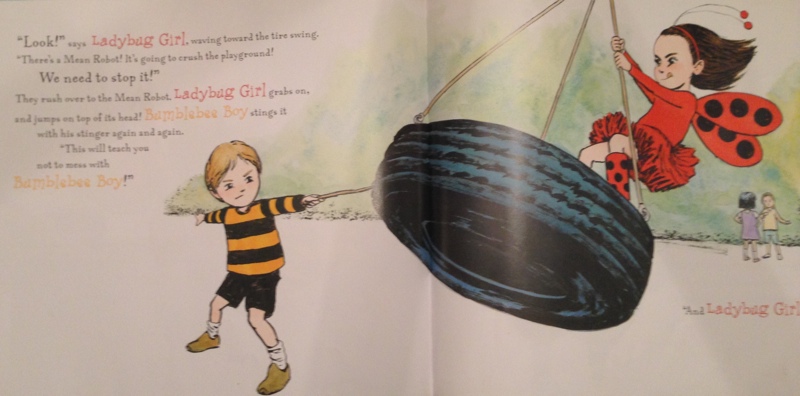 "Look!" says Ladybug Girl, waving toward the tire swing.
"There's a Mean Robot! It's going to crush the playground!
We need to stop it!"
They rush over to the Mean Robot. Ladybug Girl grabs on,
and jumps on top of its head! Bumblebee Boy stings it
with his stinger again and again.
"This will teach you
not to mess with
Bumblebee Boy!"
"And Ladybug Girl